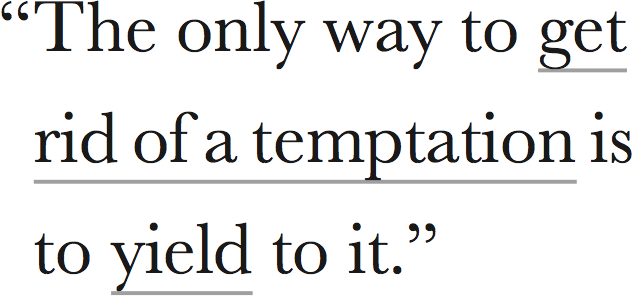 “The only way to get
rid of a temptation is
to yield to it.”